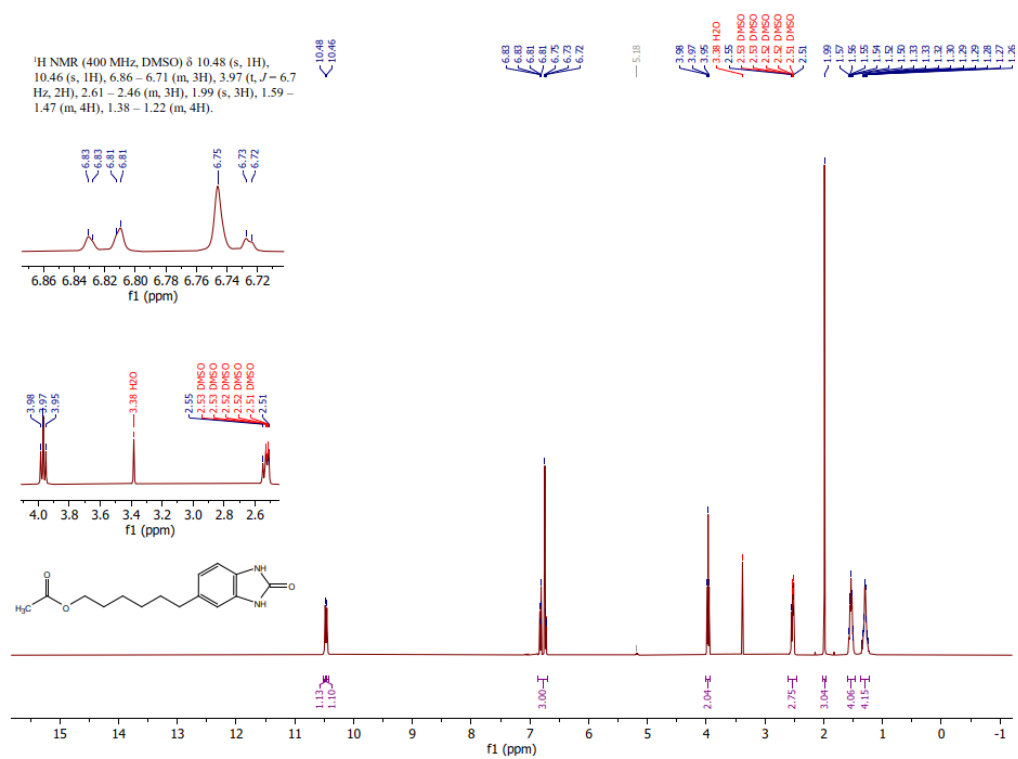 ¹H NMR (400 MHz, DMSO) δ 10.48 (s, 1H),
10.46 (s, 1H), 6.86 – 6.71 (m, 3H), 3.97 (t, J = 6.7
Hz, 2H), 2.61 – 2.46 (m, 3H), 1.99 (s, 3H), 1.59 –
1.47 (m, 4H), 1.38 – 1.22 (m, 4H).
10.48
10.46
6.83
6.83
6.81
6.81
6.75
6.73
6.72
5.18
3.98
3.97
3.95
3.38 H2O
2.55
2.53 DMSO
2.53 DMSO
2.52 DMSO
2.52 DMSO
2.51 DMSO
2.51
1.99
1.57
1.56
1.55
1.54
1.52
1.50
1.33
1.33
1.32
1.30
1.29
1.29
1.28
1.27
1.26
6.83
6.83
6.81
6.81
6.75
6.73
6.72
6.86 6.84 6.82 6.80 6.78 6.76 6.74 6.72
f1 (ppm)
3.98
3.97
3.95
3.38 H2O
2.55
2.53 DMSO
2.53 DMSO
2.52 DMSO
2.52 DMSO
2.51 DMSO
2.51
4.0 3.8 3.6 3.4 3.2 3.0 2.8 2.6
f1 (ppm)
O
H₃C
O
NH
O
NH
1.13
1.10
3.00
2.04
2.75
3.04
4.06
4.15
15 14 13 12 11 10 9 8 7 6 5 4 3 2 1 0 -1
f1 (ppm)